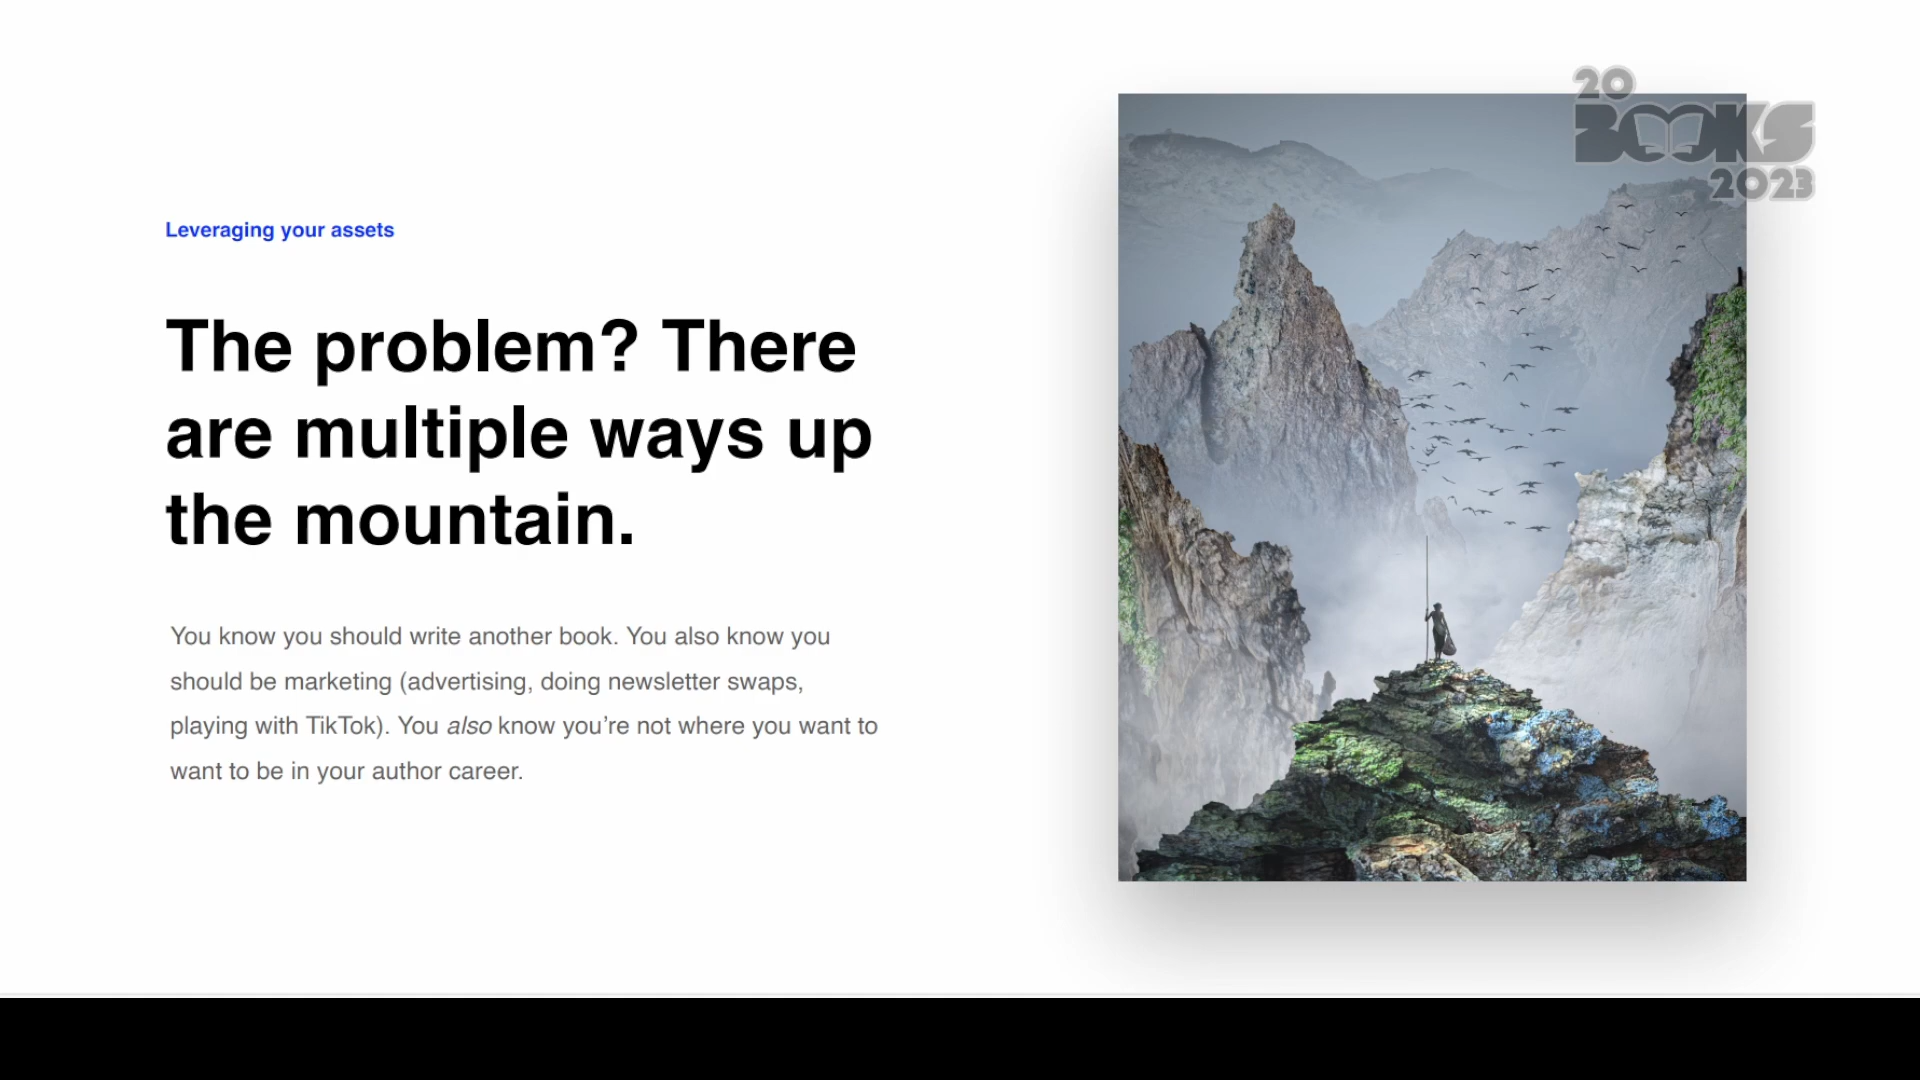 20
BOOKS
2023
Leveraging your assets
The problem? There
are multiple ways up
the mountain.
You know you should write another book. You also know you
should be marketing (advertising, doing newsletter swaps,
playing with TikTok). You also know you’re not where you want to
want to be in your author career.